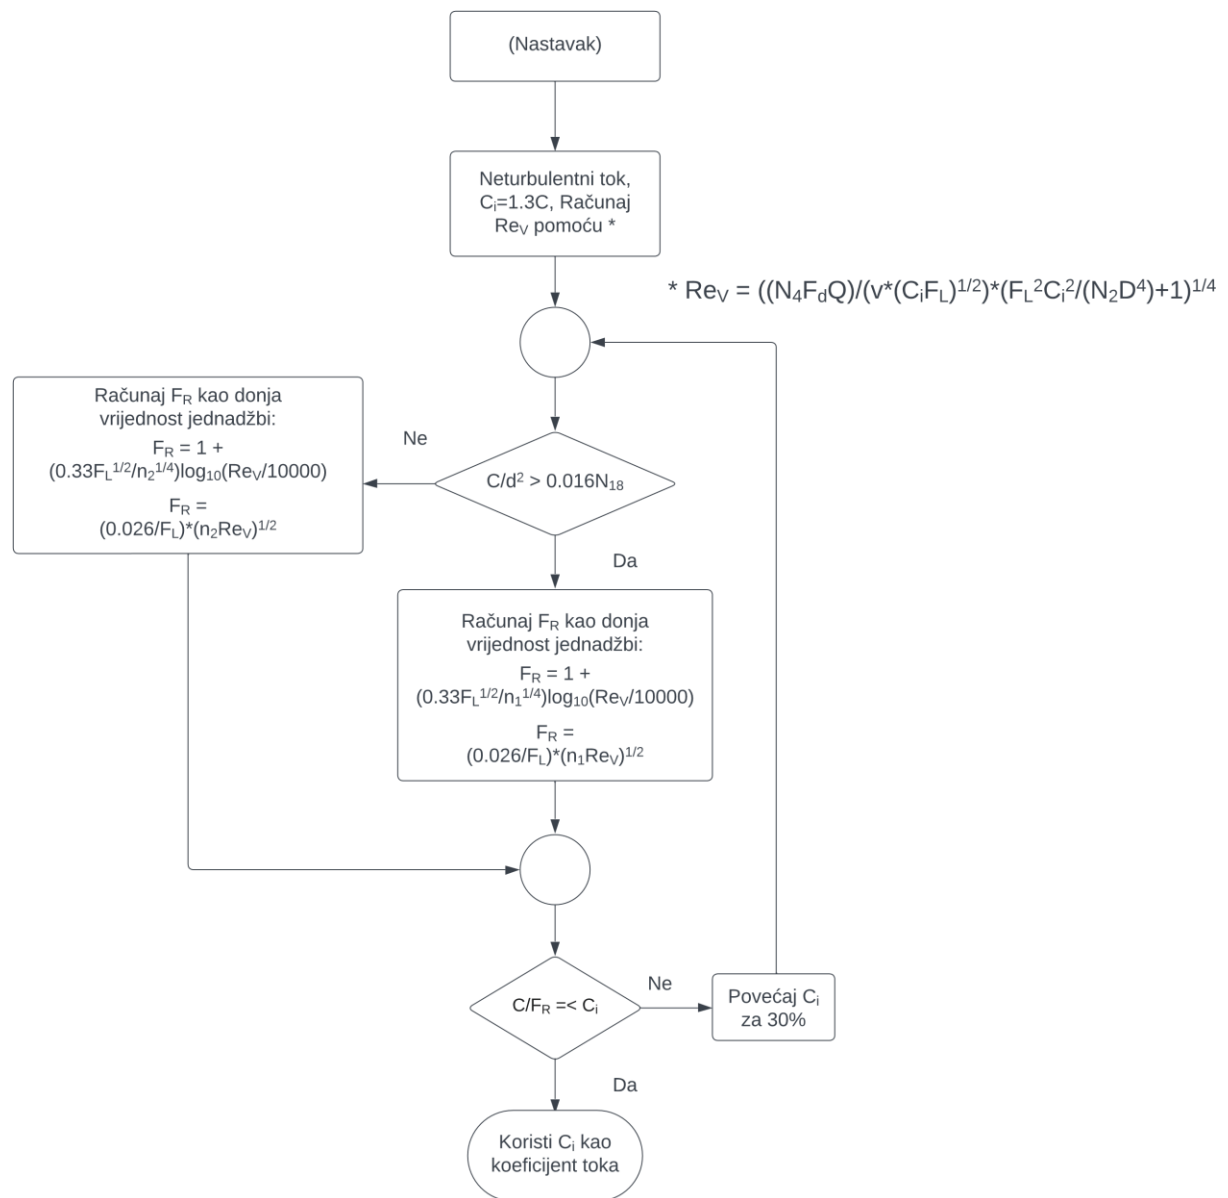 (Nastavak)
Neturbulentni tok,
Cᵢ=1.3C, Računaj
Re_V pomoću *
* Re_V = ((N₄F_dQ)/(v*(CᵢF_L)^1/2)*(F_L²Cᵢ²/(N₂D⁴)+1)^1/4
Računaj F_R kao donja
vrijednost jednadžbi:
F_R = 1 +
(0.33F_L^1/2/n₂^1/4)log₁₀(Re_V/10000)
F_R =
(0.026/F_L)*(n₂Re_V)^1/2
Ne
C/d² > 0.016N₁₈
Da
Računaj F_R kao donja
vrijednost jednadžbi:
F_R = 1 +
(0.33F_L^1/2/n₁^1/4)log₁₀(Re_V/10000)
F_R =
(0.026/F_L)*(n₁Re_V)^1/2
C/F_R =< Cᵢ
Ne
Povećaj Cᵢ
za 30%
Da
Koristi Cᵢ kao
koeficijent toka